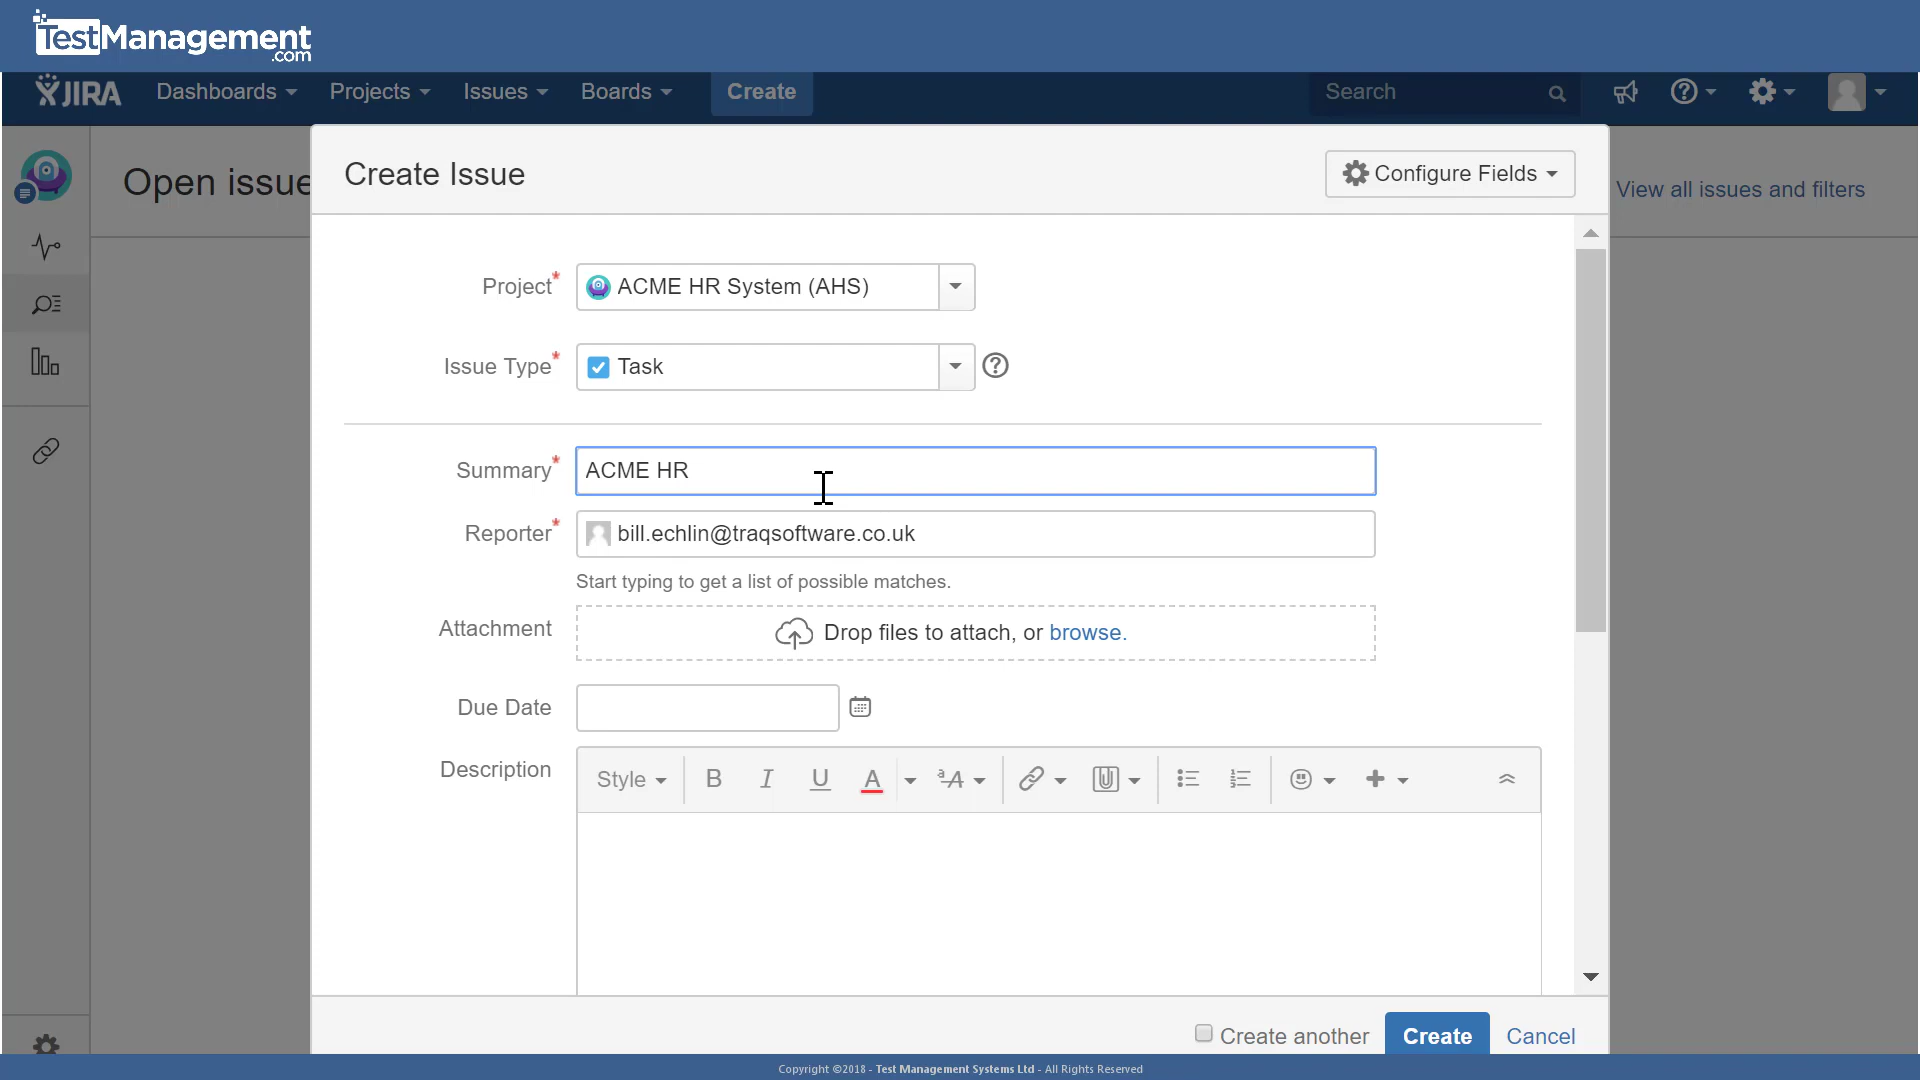 TestManagement
.com
JIRA Dashboards Projects Issues Boards Create Search
Open issue
View all issues and filters
Create Issue
Configure Fields
Project* ACME HR System (AHS)
Issue Type* Task
Summary* ACME HR
Reporter* bill.echlin@traqsoftware.co.uk
Start typing to get a list of possible matches.
Attachment Drop files to attach, or browse.
Due Date
Description Style B I U A ªA
Create another Create Cancel
Copyright ©2018 - Test Management Systems Ltd - All Rights Reserved